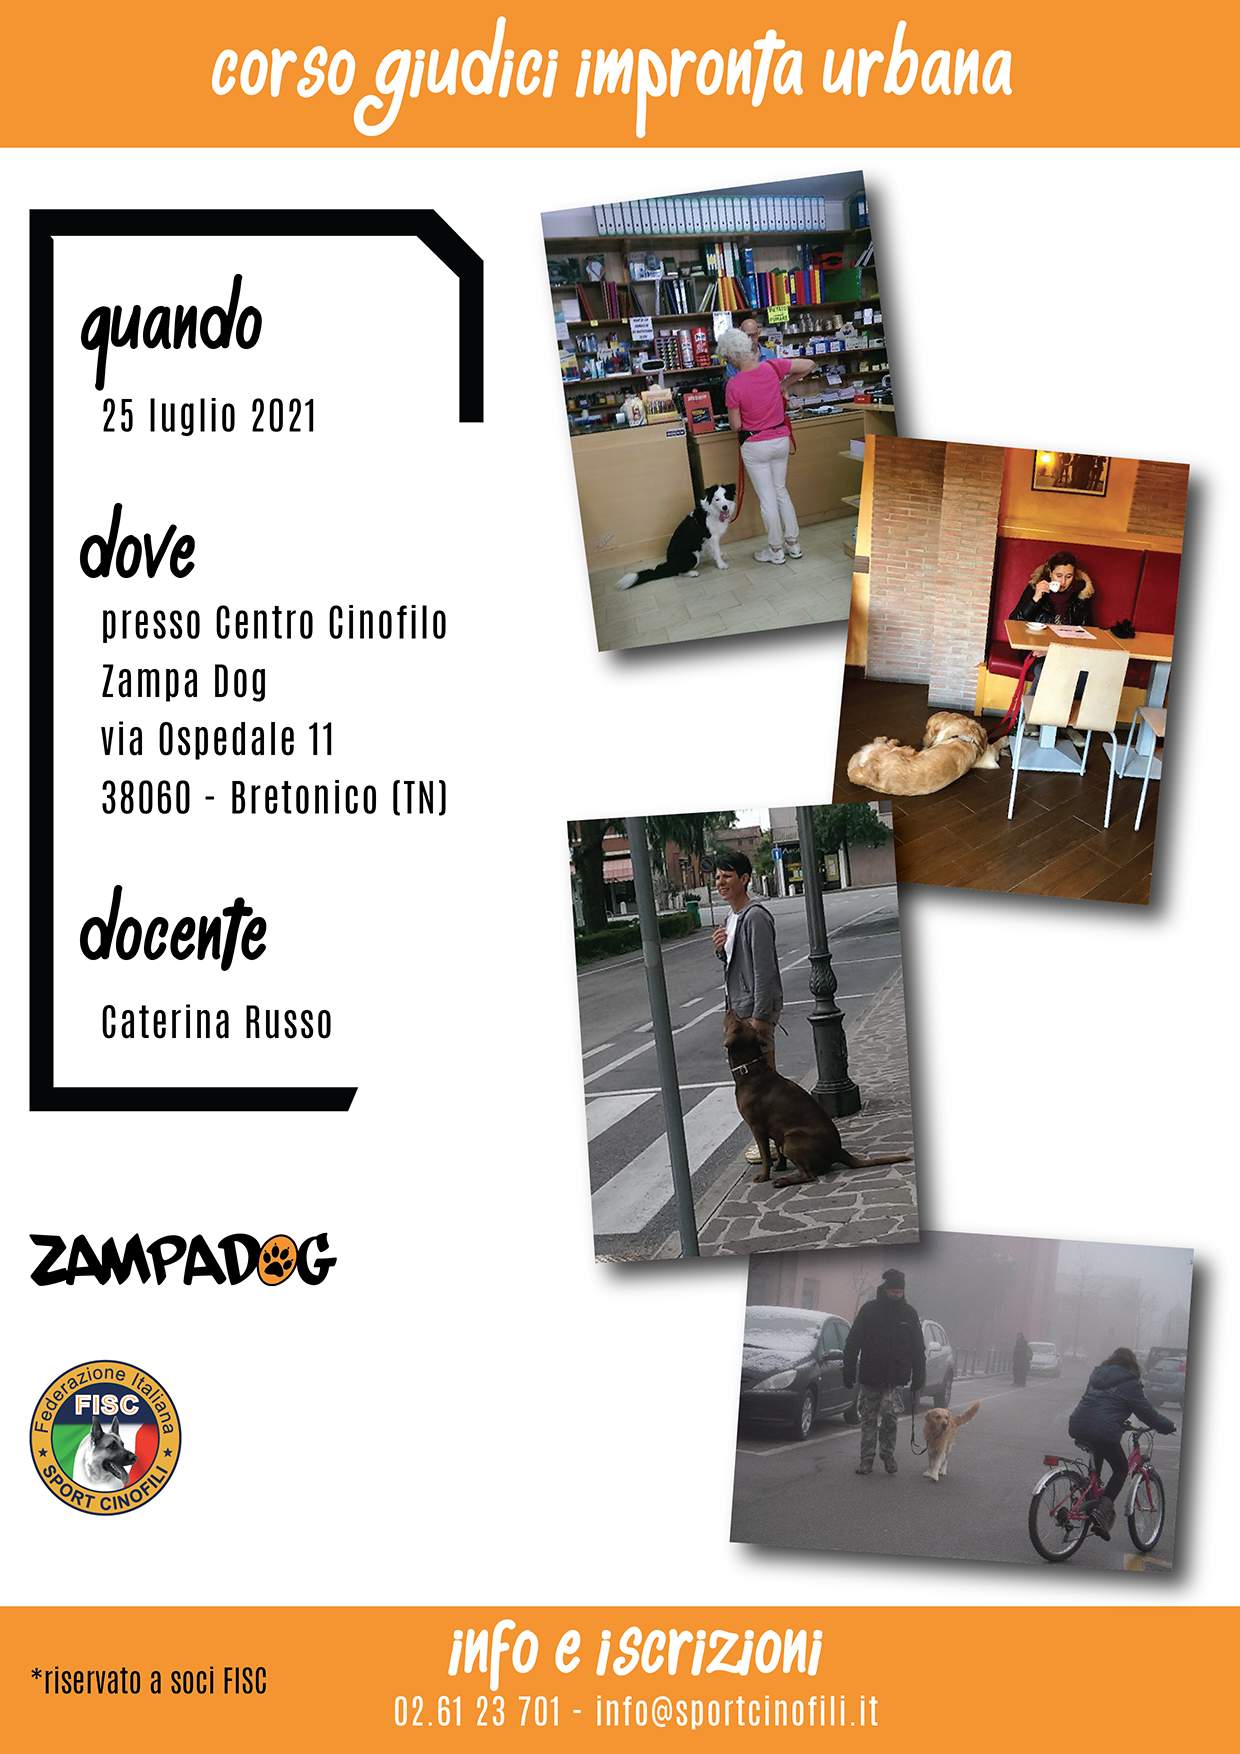 corso giudici impronta urbana
quando
25 luglio 2021
dove
presso Centro Cinofilo
Zampa Dog
via Ospedale 11
38060 - Bretonico (TN)
docente
Caterina Russo
VIETATO
FUMARE
ZAMPADOG
Federazione Italiana
FISC
SPORT CINOFILI
info e iscrizioni
*riservato a soci FISC
02.61 23 701 - info@sportcinofili.it